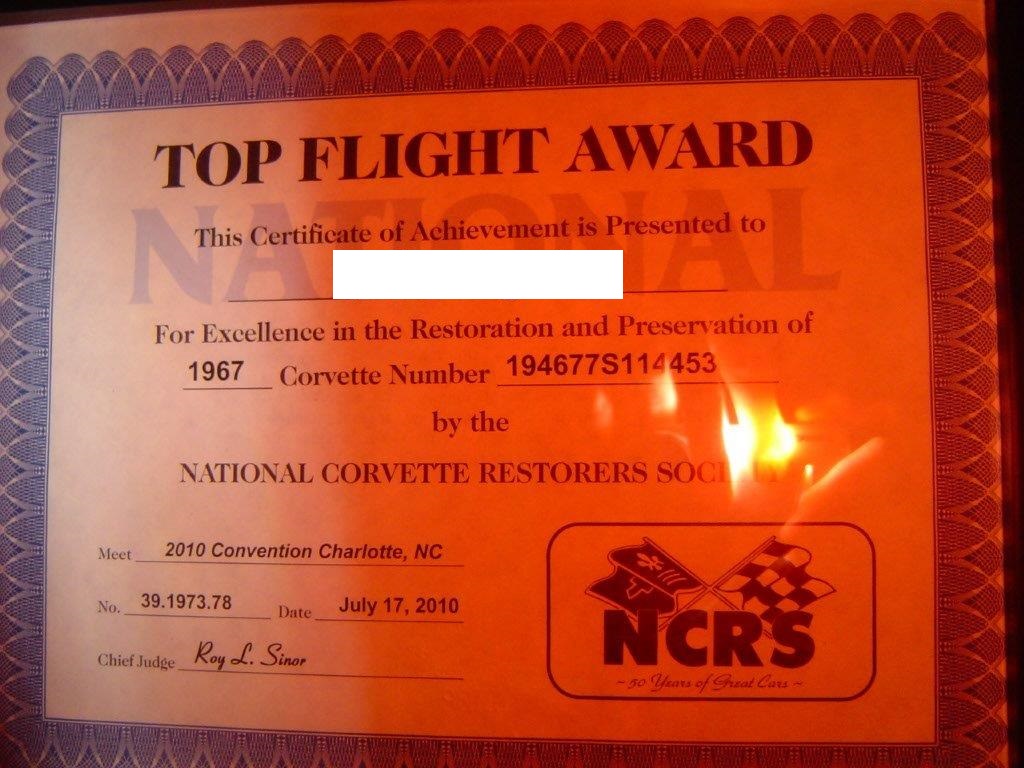 TOP FLIGHT AWARD
NATIONAL
This Certificate of Achievement is Presented to
For Excellence in the Restoration and Preservation of
1967 Corvette Number 194677S114453
by the
NATIONAL CORVETTE RESTORERS
Meet 2010 Convention Charlotte, NC
No. 39.1973.78 Date July 17, 2010
Chief Judge Roy L. Sinor
NCRS
~ 50 Years of Great Cars ~